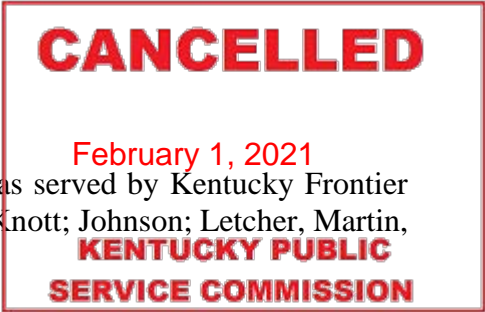 CANCELLED
February 1, 2021
as served by Kentucky Frontier
Knott; Johnson; Letcher, Martin,
KENTUCKY PUBLIC
SERVICE COMMISSION